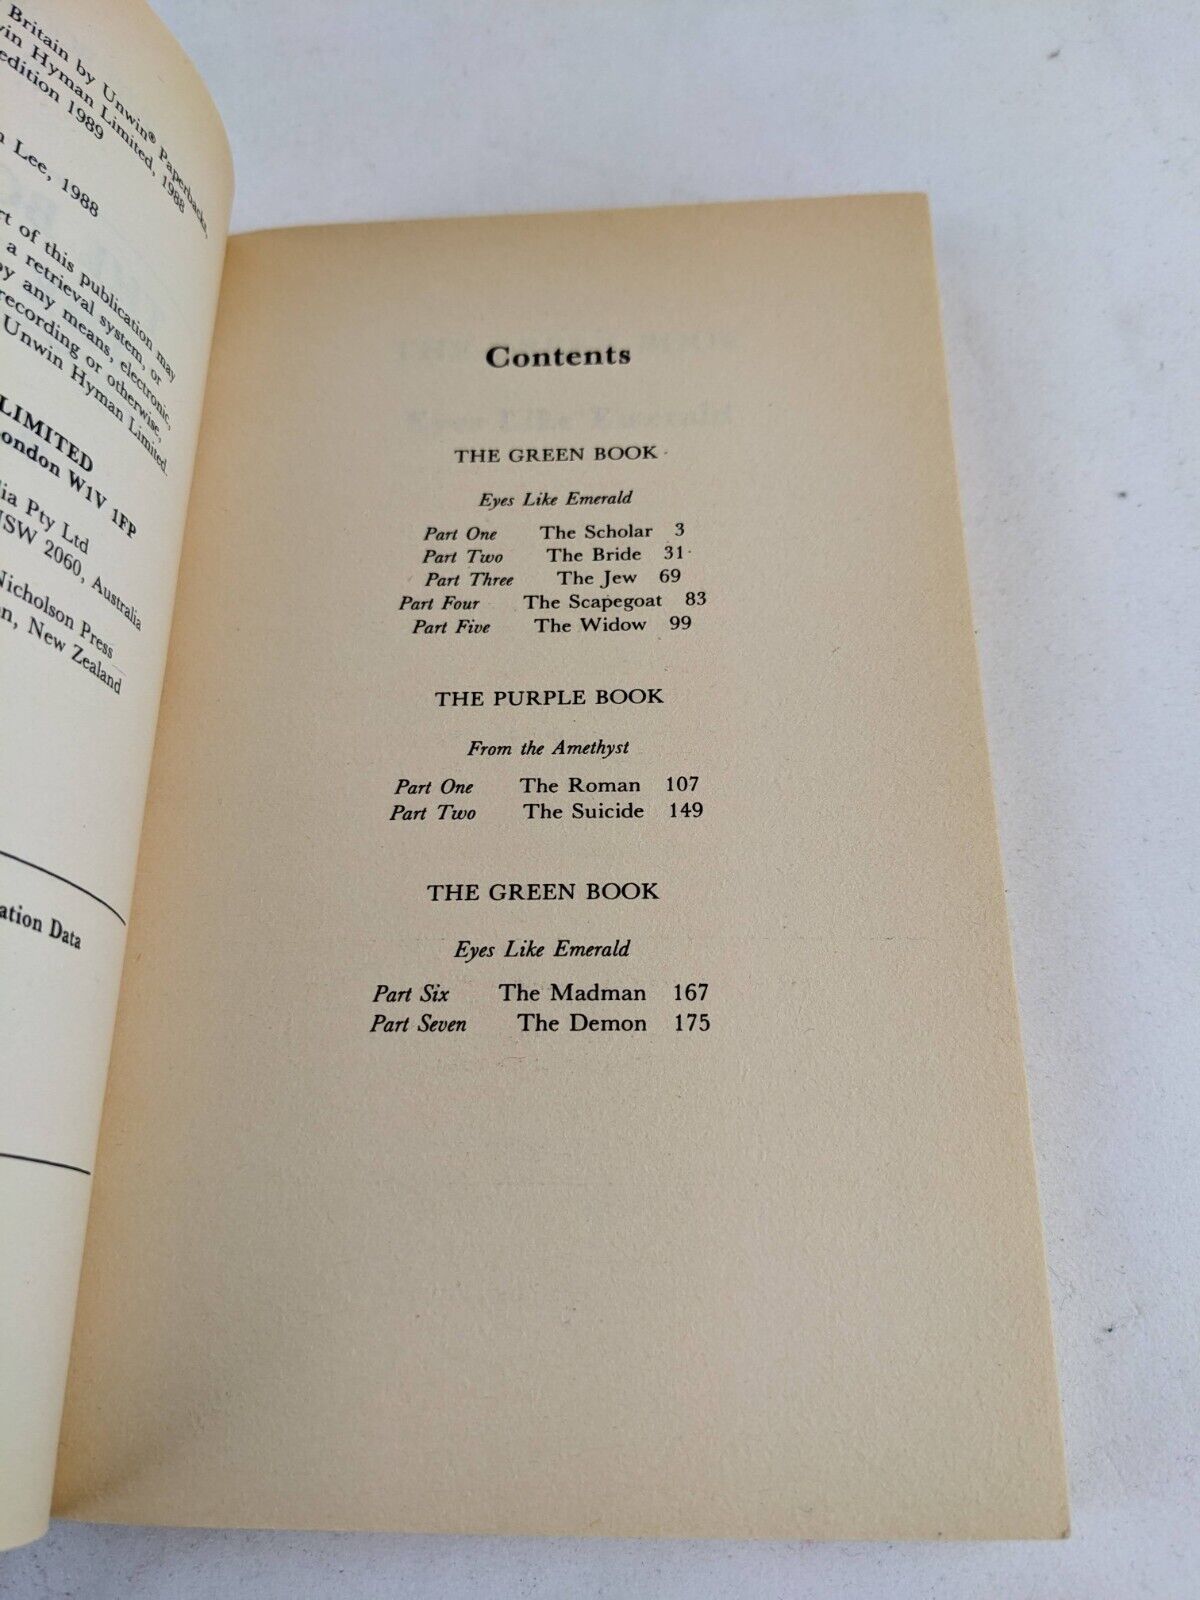 Britain by Unwin® Paperbacks,
Hyman Limited, 1988
edition 1989
Lee, 1988
of this publication may
a retrieval system, or
by any means, electronic,
recording or otherwise,
Unwin Hyman Limited.
LIMITED
London W1V 1FP
Pty Ltd
NSW 2060, Australia
Nicholson Press
New Zealand
Data
Contents
THE GREEN BOOK
Eyes Like Emerald
Part One The Scholar 3
Part Two The Bride 31
Part Three The Jew 69
Part Four The Scapegoat 83
Part Five The Widow 99
THE PURPLE BOOK
From the Amethyst
Part One The Roman 107
Part Two The Suicide 149
THE GREEN BOOK
Eyes Like Emerald
Part Six The Madman 167
Part Seven The Demon 175